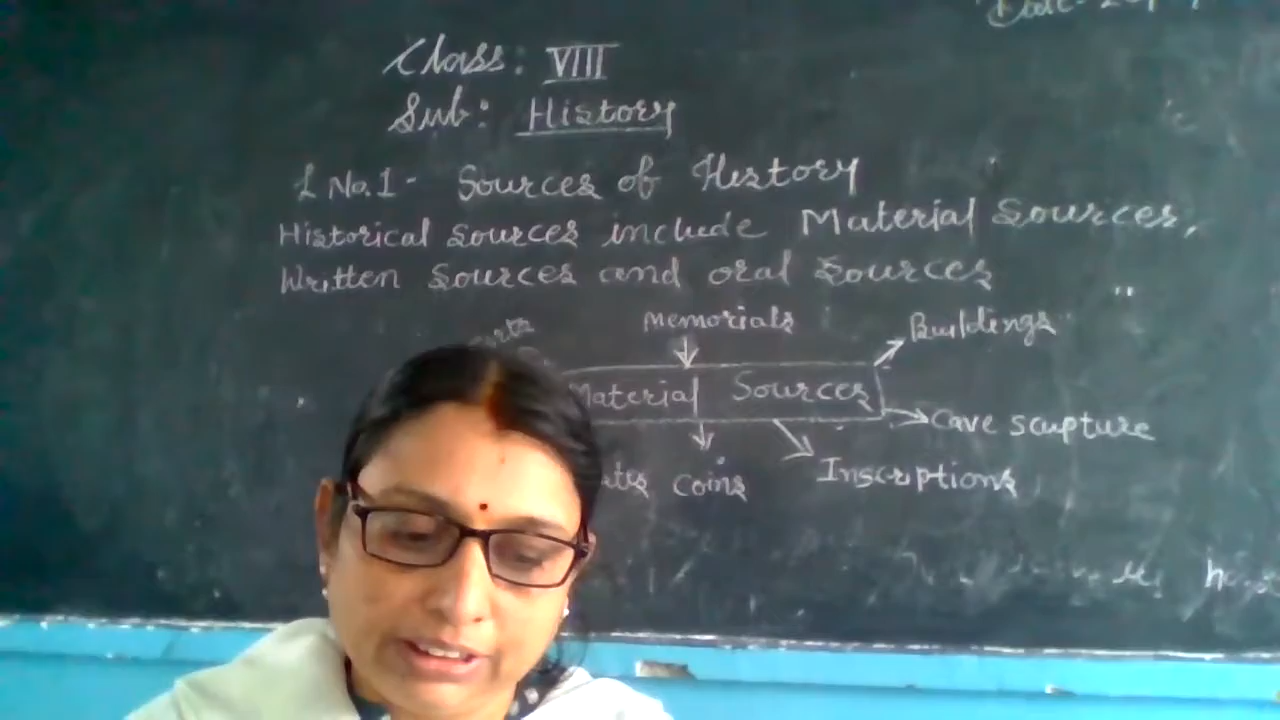 Date-
Class: VIII
Sub: History
L No.1- Sources of History
Historical sources include Material Sources,
Written Sources and oral Sources
Memorials
Buildings
Material Sources
Cave scupture
coins
Inscriptions